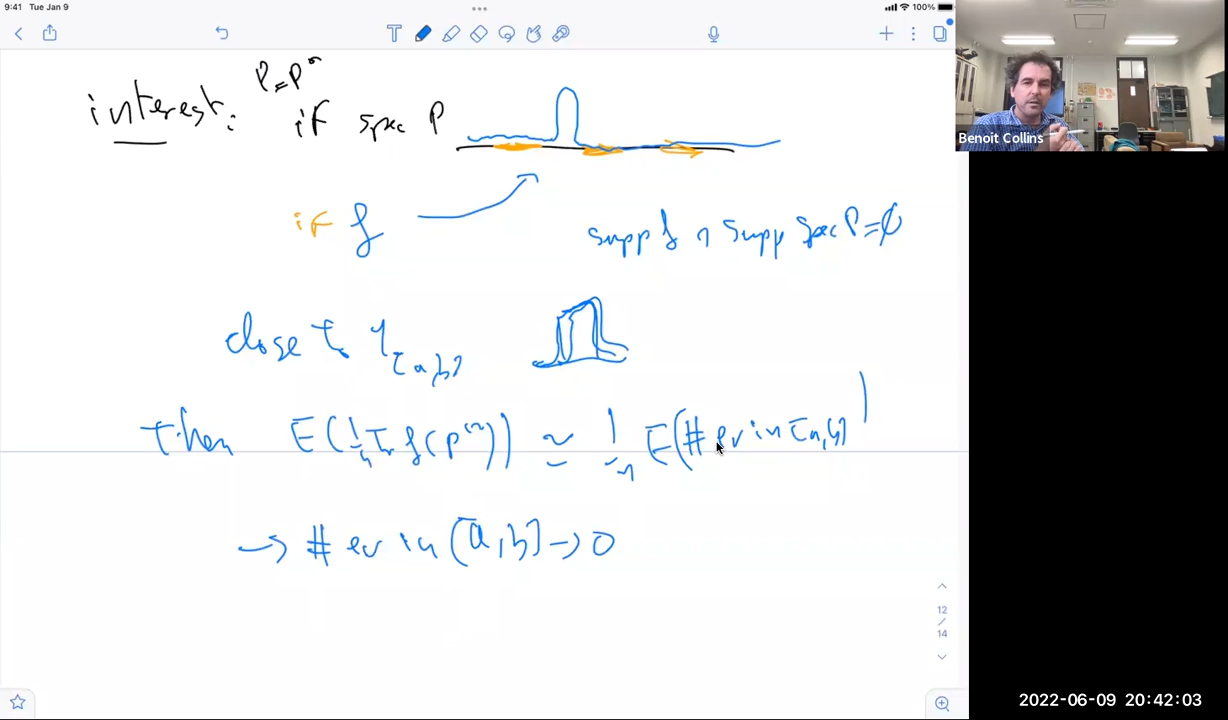 9:41 Tue Jan 9
100%
Benoit Collins
interest: P=P*
if spec P
if f
supp f ∩ supp spec P = ∅
close to 1_[a,b]
then E(1/n Tr f(P^(n))) ≃ 1/n E(# ev in [a,b])
→ # ev in [a,b] → 0
12
/
14
2022-06-09 20:42:03